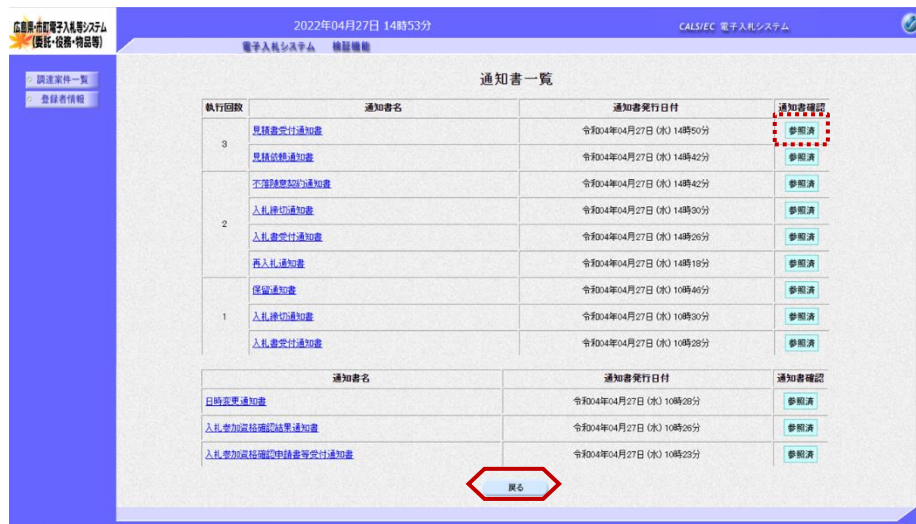 広島県・市町電子入札等システム
(委託・役務・物品等)
2022年04月27日 14時53分
CALS/EC 電子入札システム
電子入札システム 検証機能
調達案件一覧
登録者情報
通知書一覧
執行回数 通知書名 通知書発行日付 通知書確認
3 見積書受付通知書 令和04年04月27日 (水) 14時50分 参照済
見積依頼通知書 令和04年04月27日 (水) 14時42分 参照済
2 不落随意契約通知書 令和04年04月27日 (水) 14時42分 参照済
入札締切通知書 令和04年04月27日 (水) 14時30分 参照済
入札書受付通知書 令和04年04月27日 (水) 14時26分 参照済
再入札通知書 令和04年04月27日 (水) 14時18分 参照済
1 保留通知書 令和04年04月27日 (水) 10時46分 参照済
入札締切通知書 令和04年04月27日 (水) 10時30分 参照済
入札書受付通知書 令和04年04月27日 (水) 10時28分 参照済
通知書名 通知書発行日付 通知書確認
日時変更通知書 令和04年04月27日 (水) 10時28分 参照済
入札参加資格確認結果通知書 令和04年04月27日 (水) 10時26分 参照済
入札参加資格確認申請書等受付通知書 令和04年04月27日 (水) 10時23分 参照済
戻る